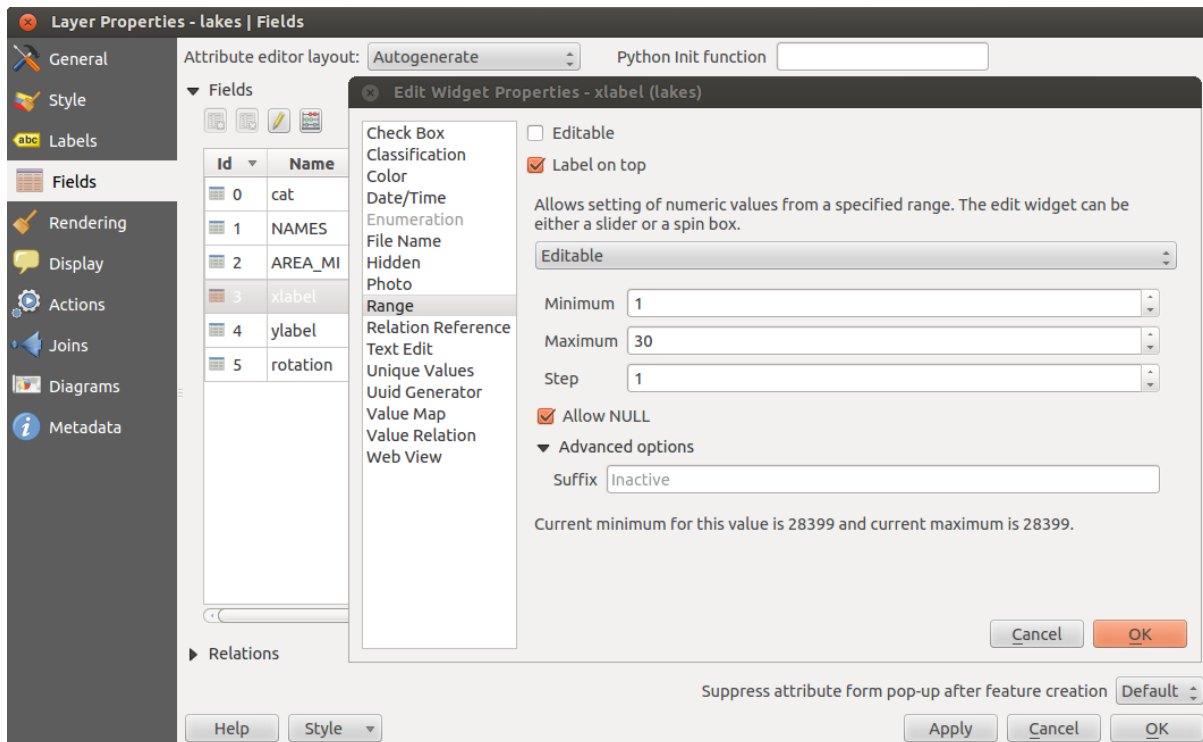 Layer Properties - lakes | Fields
General
Style
Labels
Fields
Rendering
Display
Actions
Joins
Diagrams
Metadata
Attribute editor layout: Autogenerate Python Init function
Fields
Id Name
0 cat
1 NAMES
2 AREA_MI
3 xlabel
4 ylabel
5 rotation
Relations
Edit Widget Properties - xlabel (lakes)
Check Box
Classification
Color
Date/Time
Enumeration
File Name
Hidden
Photo
Range
Relation Reference
Text Edit
Unique Values
Uuid Generator
Value Map
Value Relation
Web View
Editable
Label on top
Allows setting of numeric values from a specified range. The edit widget can be
either a slider or a spin box.
Editable
Minimum 1
Maximum 30
Step 1
Allow NULL
Advanced options
Suffix Inactive
Current minimum for this value is 28399 and current maximum is 28399.
Cancel OK
Suppress attribute form pop-up after feature creation Default
Help Style Apply Cancel OK
abc